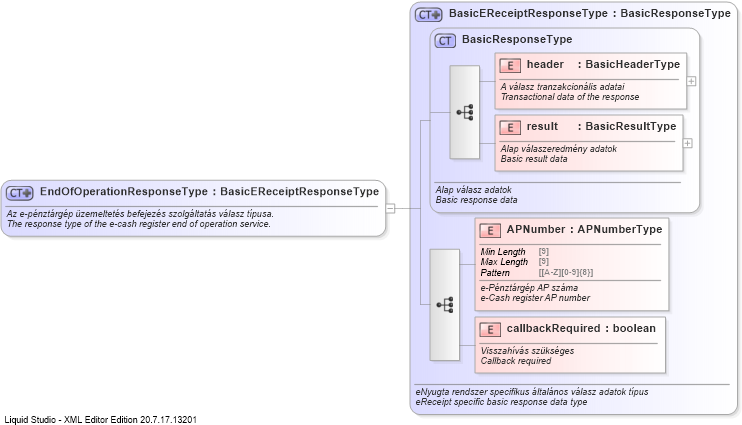 CT+ BasicEReceiptResponseType : BasicResponseType
CT BasicResponseType
E header : BasicHeaderType
A válasz tranzakcionális adatai
Transactional data of the response
E result : BasicResultType
Alap válaszeredmény adatok
Basic result data
Alap válasz adatok
Basic response data
CT+ EndOfOperationResponseType : BasicEReceiptResponseType
Az e-pénztárgép üzemeltetés befejezés szolgáltatás válasz típusa.
The response type of the e-cash register end of operation service.
E APNumber : APNumberType
Min Length [9]
Max Length [9]
Pattern [[A-Z][0-9]{8}]
e-Pénztárgép AP száma
e-Cash register AP number
E callbackRequired : boolean
Visszahívás szükséges
Callback required
eNyugta rendszer specifikus általános válasz adatok típus
eReceipt specific basic response data type
Liquid Studio - XML Editor Edition 20.7.17.13201